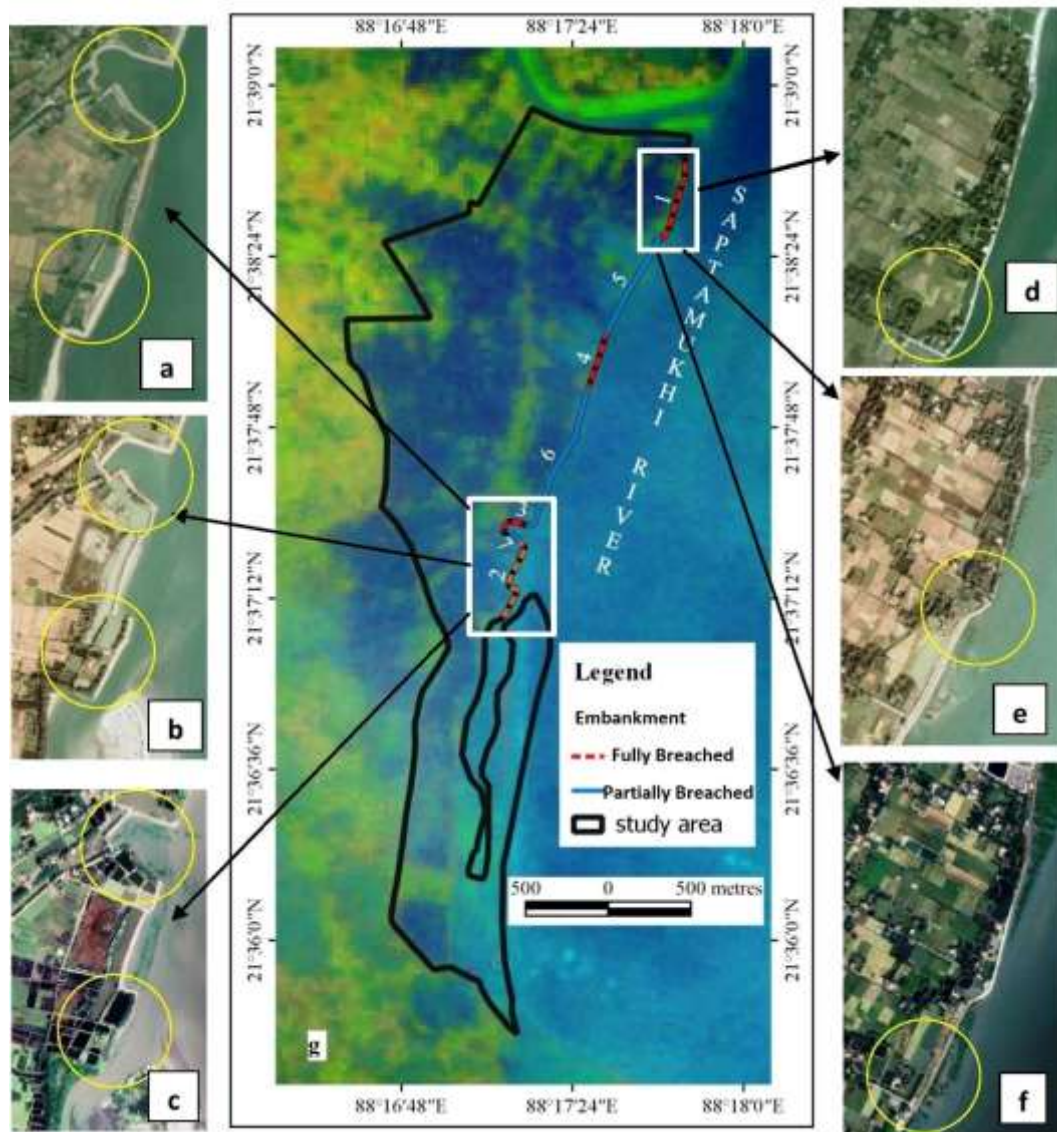 88°16'48"E
88°17'24"E
88°18'0"E
21°39'0"N
21°38'24"N
21°37'48"N
21°37'12"N
21°36'36"N
21°36'0"N
21°39'0"N
21°38'24"N
21°37'48"N
21°37'12"N
21°36'36"N
21°36'0"N
a
b
c
d
e
f
g
1
5
4
6
3
7
2
SAPTAMUKHI RIVER
Legend
Embankment
Fully Breached
Partially Breached
study area
500 0 500 metres
88°16'48"E
88°17'24"E
88°18'0"E